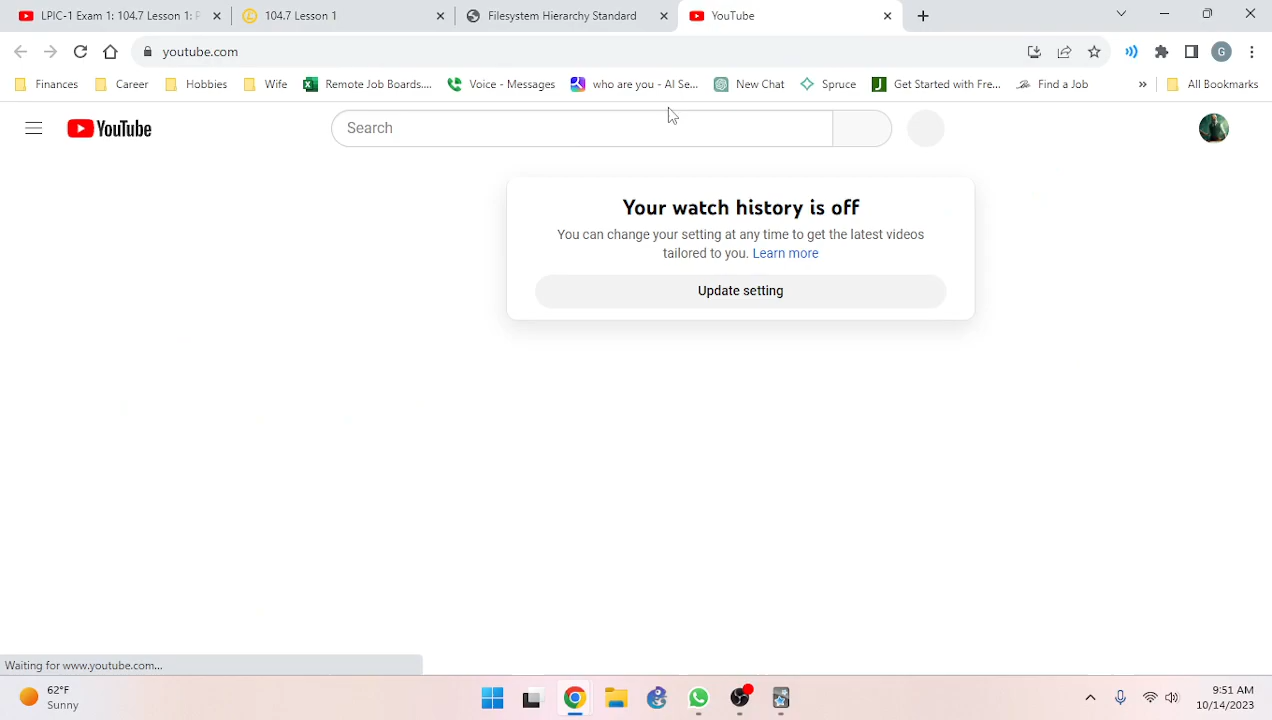 LPIC-1 Exam 1: 104.7 Lesson 1: P
104.7 Lesson 1
Filesystem Hierarchy Standard
YouTube
youtube.com
G
Finances
Career
Hobbies
Wife
Remote Job Boards....
Voice - Messages
who are you - AI Se...
New Chat
Spruce
Get Started with Fre...
Find a Job
»
All Bookmarks
YouTube
Search
Your watch history is off
You can change your setting at any time to get the latest videos
tailored to you. Learn more
Update setting
Waiting for www.youtube.com...
62°F
Sunny
9:51 AM
10/14/2023